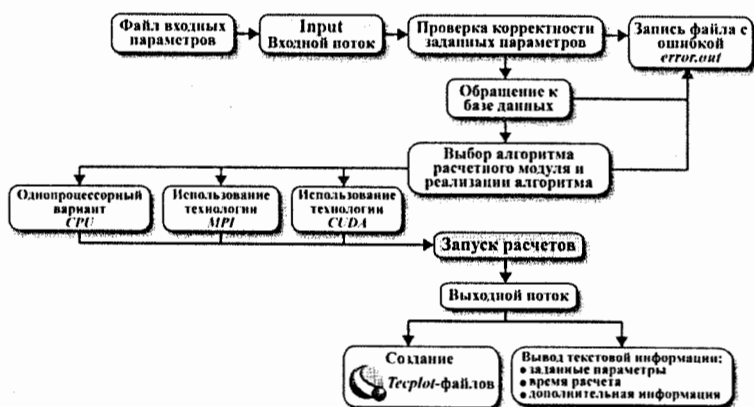 Файл входных
параметров
Input
Входной поток
Проверка корректности
заданных параметров
Запись файла с
ошибкой
error.out
Обращение к
базе данных
Выбор алгоритма
расчетного модуля и
реализации алгоритма
Однопроцессорный
вариант
CPU
Использование
технологии
MPI
Использование
технологии
CUDA
Запуск расчетов
Выходной поток
Создание
Tecplot-файлов
Вывод текстовой информации:
● заданные параметры
● время расчета
● дополнительная информация